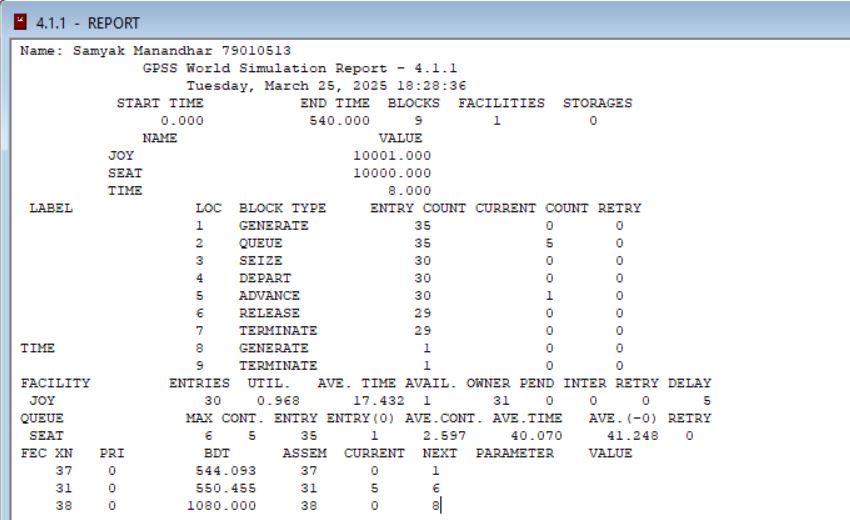 4.1.1 - REPORT
Name: Samyak Manandhar 79010513
GPSS World Simulation Report - 4.1.1
Tuesday, March 25, 2025 18:28:36
START TIME END TIME BLOCKS FACILITIES STORAGES
0.000 540.000 9 1 0
NAME VALUE
JOY 10001.000
SEAT 10000.000
TIME 8.000
LABEL LOC BLOCK TYPE ENTRY COUNT CURRENT COUNT RETRY
1 GENERATE 35 0 0
2 QUEUE 35 5 0
3 SEIZE 30 0 0
4 DEPART 30 0 0
5 ADVANCE 30 1 0
6 RELEASE 29 0 0
7 TERMINATE 29 0 0
TIME 8 GENERATE 1 0 0
9 TERMINATE 1 0 0
FACILITY ENTRIES UTIL. AVE. TIME AVAIL. OWNER PEND INTER RETRY DELAY
JOY 30 0.968 17.432 1 31 0 0 0 5
QUEUE MAX CONT. ENTRY ENTRY(0) AVE.CONT. AVE.TIME AVE.(-0) RETRY
SEAT 6 5 35 1 2.597 40.070 41.248 0
FEC XN PRI BDT ASSEM CURRENT NEXT PARAMETER VALUE
37 0 544.093 37 0 1
31 0 550.455 31 5 6
38 0 1080.000 38 0 8